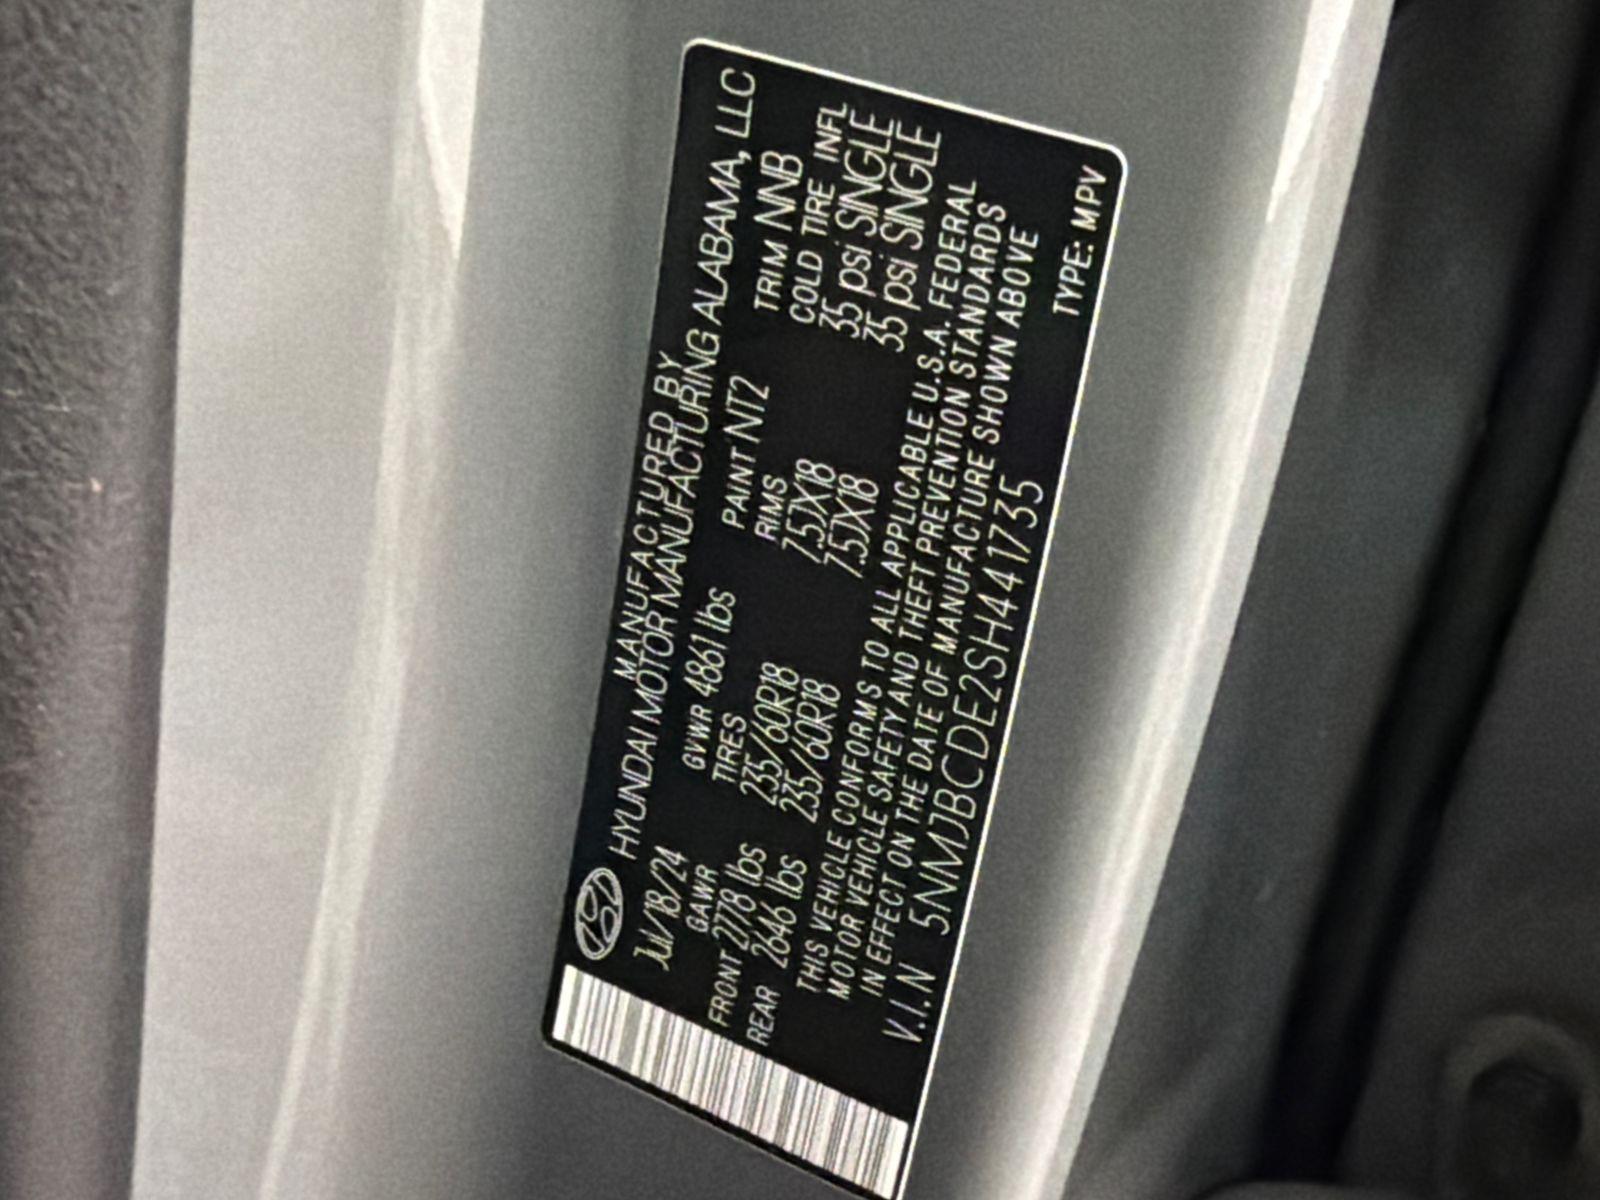 MANUFACTURED BY
HYUNDAI MOTOR MANUFACTURING ALABAMA, LLC
JUl/18/24 GVWR 4861 lbs PAINT NT2 TRIM NNB
GAWR TIRES RIMS COLD TIRE INFL
FRONT 2778 lbs 235/60R18 7.5JX18 35 psi SINGLE
REAR 2646 lbs 235/60R18 7.5JX18 35 psi SINGLE
THIS VEHICLE CONFORMS TO ALL APPLICABLE U.S.A. FEDERAL
MOTOR VEHICLE SAFETY AND THEFT PREVENTION STANDARDS
IN EFFECT ON THE DATE OF MANUFACTURE SHOWN ABOVE
V.I.N 5NMJBCDE2SH441735 TYPE: MPV